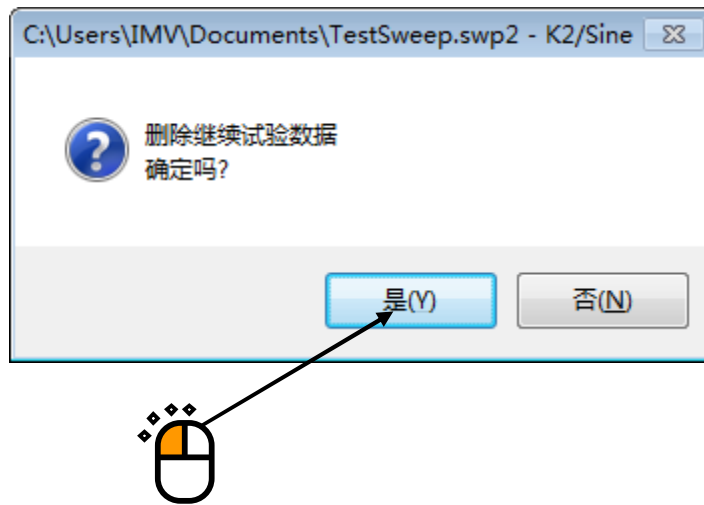 C:\Users\IMV\Documents\TestSweep.swp2 - K2/Sine
删除继续试验数据
确定吗?
是(Y)
否(N)